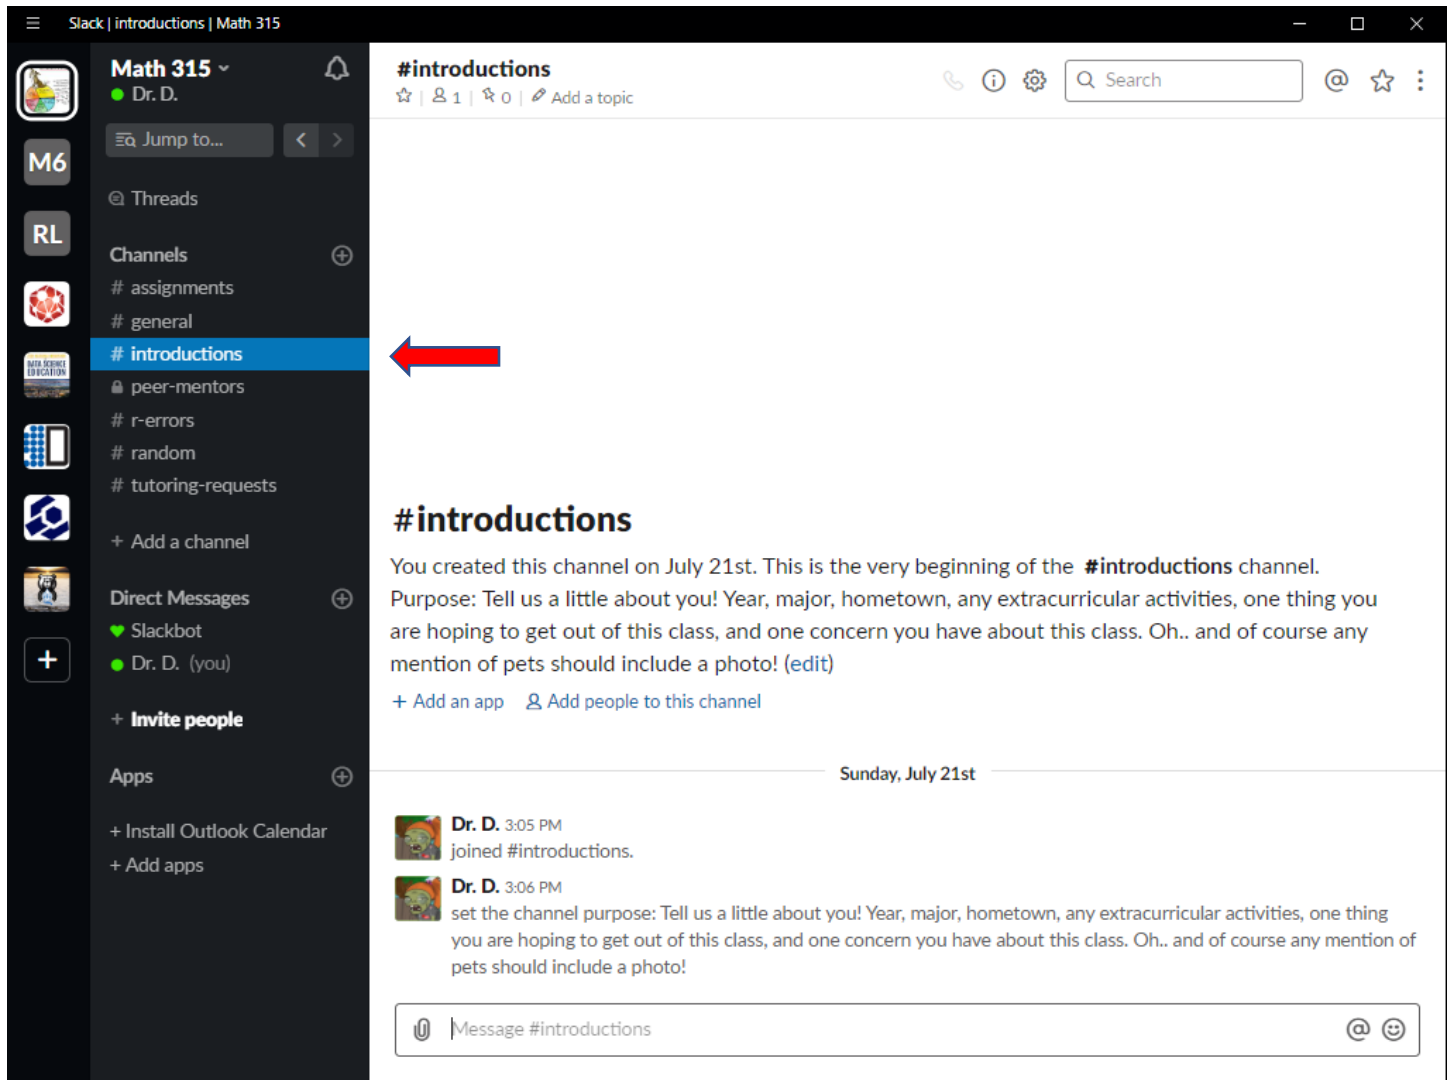 Slack | introductions | Math 315
Math 315
Dr. D.
Jump to...
M6
RL
DATA SCIENCE
EDUCATION
Threads
Channels
# assignments
# general
# introductions
peer-mentors
# r-errors
# random
# tutoring-requests
+ Add a channel
Direct Messages
Slackbot
Dr. D. (you)
+ Invite people
Apps
+ Install Outlook Calendar
+ Add apps
#introductions
1 | 0 | Add a topic
Search
#introductions
You created this channel on July 21st. This is the very beginning of the #introductions channel.
Purpose: Tell us a little about you! Year, major, hometown, any extracurricular activities, one thing you
are hoping to get out of this class, and one concern you have about this class. Oh.. and of course any
mention of pets should include a photo! (edit)
+ Add an app Add people to this channel
Sunday, July 21st
Dr. D. 3:05 PM
joined #introductions.
Dr. D. 3:06 PM
set the channel purpose: Tell us a little about you! Year, major, hometown, any extracurricular activities, one thing
you are hoping to get out of this class, and one concern you have about this class. Oh.. and of course any mention of
pets should include a photo!
Message #introductions